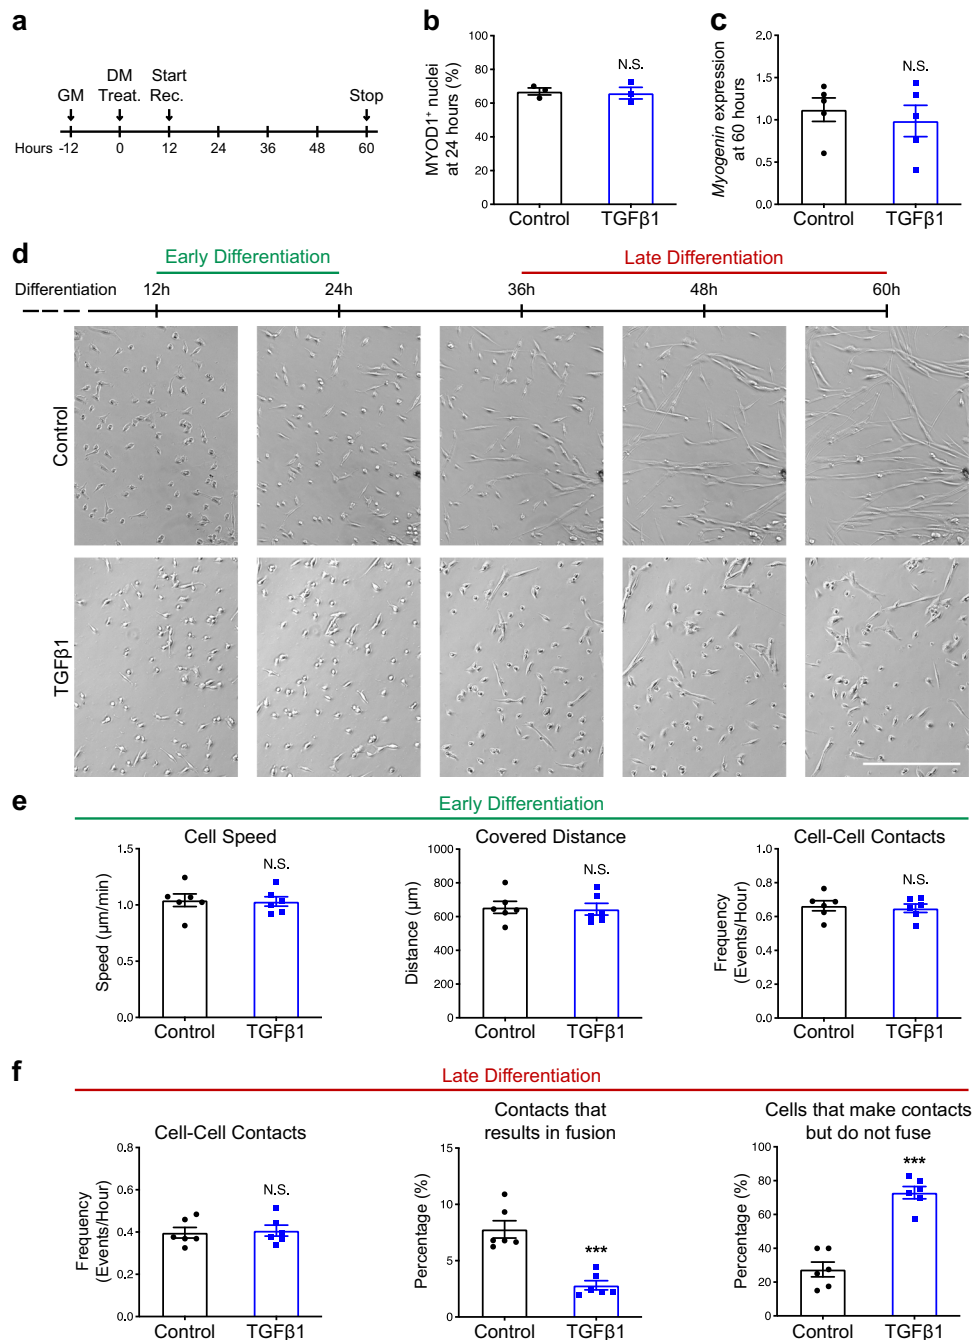 a
GM
DM
Treat.
Start
Rec.
Stop
Hours -12 0 12 24 36 48 60
b
MYOD1+ nuclei
at 24 hours (%)
100
80
60
40
20
0
N.S.
Control TGFβ1
c
Myogenin expression
at 60 hours
2.0
1.5
1.0
0.5
0.0
N.S.
Control TGFβ1
d
Early Differentiation
Late Differentiation
Differentiation 12h 24h 36h 48h 60h
Control
TGFβ1
e
Early Differentiation
Cell Speed
Speed (μm/min)
1.5
1.0
0.5
0.0
N.S.
Control TGFβ1
Covered Distance
Distance (μm)
1000
800
600
400
200
0
N.S.
Control TGFβ1
Cell-Cell Contacts
Frequency
(Events/Hour)
0.8
0.6
0.4
0.2
0.0
N.S.
Control TGFβ1
f
Late Differentiation
Cell-Cell Contacts
Frequency
(Events/Hour)
0.8
0.6
0.4
0.2
0.0
N.S.
Control TGFβ1
Contacts that
results in fusion
Percentage (%)
15
10
5
0
***
Control TGFβ1
Cells that make contacts
but do not fuse
Percentage (%)
100
80
60
40
20
0
***
Control TGFβ1